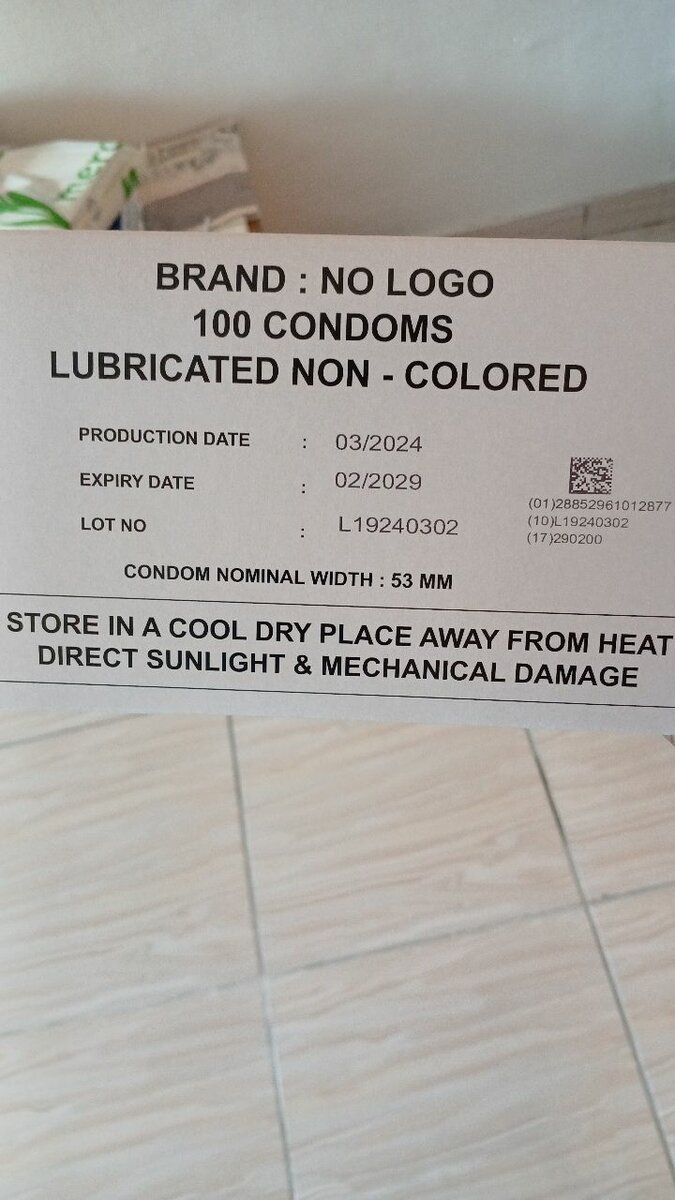 merc
BRAND : NO LOGO
100 CONDOMS
LUBRICATED NON - COLORED
PRODUCTION DATE : 03/2024
EXPIRY DATE : 02/2029
LOT NO : L19240302
(01)28852961012877
(10)L19240302
(17)290200
CONDOM NOMINAL WIDTH : 53 MM
STORE IN A COOL DRY PLACE AWAY FROM HEAT
DIRECT SUNLIGHT & MECHANICAL DAMAGE